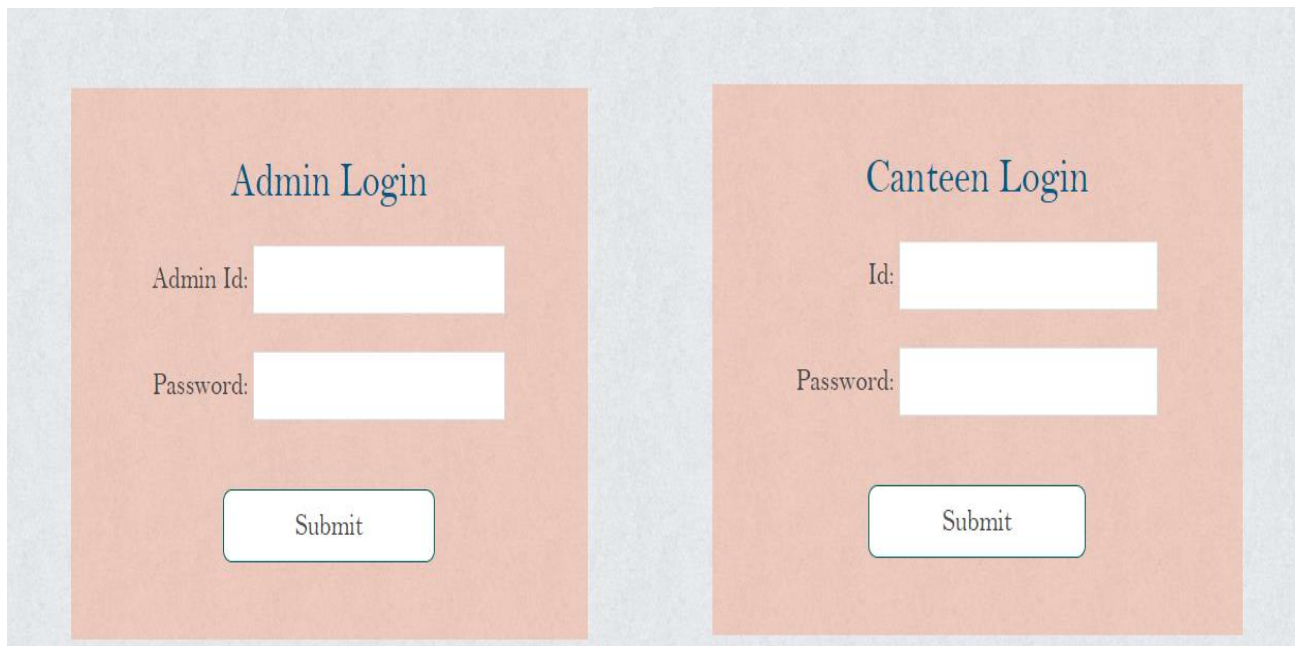 Admin Login
Admin Id:
Password:
Submit
Canteen Login
Id:
Password:
Submit